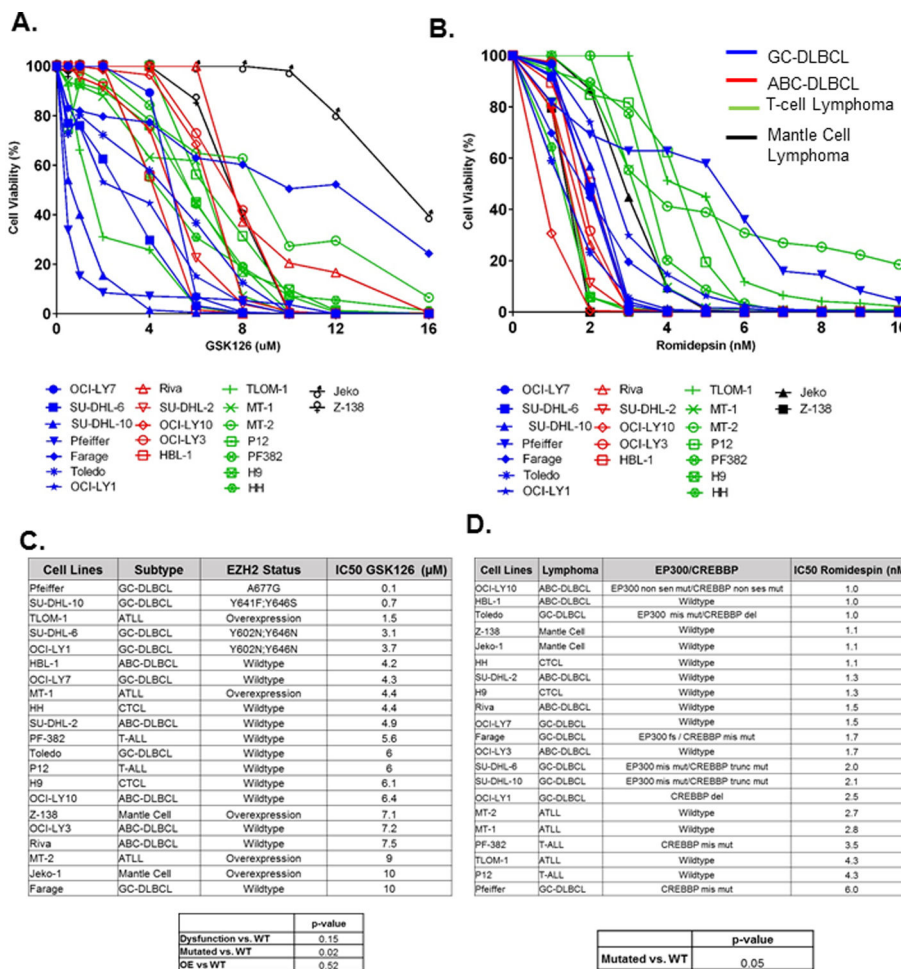 A.
Cell Viability (%)
100
80
60
40
20
0
0 4 8 12 16
GSK126 (uM)
OCI-LY7
SU-DHL-6
SU-DHL-10
Pfeiffer
Farage
Toledo
OCI-LY1
Riva
SU-DHL-2
OCI-LY10
OCI-LY3
HBL-1
TLOM-1
MT-1
MT-2
P12
PF382
H9
HH
Jeko
Z-138
B.
Cell Viability (%)
100
80
60
40
20
0
0 2 4 6 8 10
Romidepsin (nM)
GC-DLBCL
ABC-DLBCL
T-cell Lymphoma
Mantle Cell
Lymphoma
OCI-LY7
SU-DHL-6
SU-DHL-10
Pfeiffer
Farage
Toledo
OCI-LY1
Riva
SU-DHL-2
OCI-LY10
OCI-LY3
HBL-1
TLOM-1
MT-1
MT-2
P12
PF382
H9
HH
Jeko
Z-138
C.
Cell Lines Subtype EZH2 Status IC50 GSK126 (µM)
Pfeiffer GC-DLBCL A677G 0.1
SU-DHL-10 GC-DLBCL Y641F;Y646S 0.7
TLOM-1 ATLL Overexpression 1.5
SU-DHL-6 GC-DLBCL Y602N;Y646N 3.1
OCI-LY1 GC-DLBCL Y602N;Y646N 3.7
HBL-1 ABC-DLBCL Wildtype 4.2
OCI-LY7 GC-DLBCL Wildtype 4.3
MT-1 ATLL Overexpression 4.4
HH CTCL Wildtype 4.4
SU-DHL-2 ABC-DLBCL Wildtype 4.9
PF-382 T-ALL Wildtype 5.6
Toledo GC-DLBCL Wildtype 6
P12 T-ALL Wildtype 6
H9 CTCL Wildtype 6.1
OCI-LY10 ABC-DLBCL Wildtype 6.4
Z-138 Mantle Cell Overexpression 7.1
OCI-LY3 ABC-DLBCL Wildtype 7.2
Riva ABC-DLBCL Wildtype 7.5
MT-2 ATLL Overexpression 9
Jeko-1 Mantle Cell Overexpression 10
Farage GC-DLBCL Wildtype 10
p-value
Dysfunction vs. WT 0.15
Mutated vs. WT 0.02
OE vs WT 0.52
D.
Cell Lines Lymphoma EP300/CREBBP IC50 Romidespin (nM
OCI-LY10 ABC-DLBCL EP300 non sen mut/CREBBP non ses mut 1.0
HBL-1 ABC-DLBCL Wildtype 1.0
Toledo GC-DLBCL EP300 mis mut/CREBBP del 1.0
Z-138 Mantle Cell Wildtype 1.1
Jeko-1 Mantle Cell Wildtype 1.1
HH CTCL Wildtype 1.1
SU-DHL-2 ABC-DLBCL Wildtype 1.3
H9 CTCL Wildtype 1.3
Riva ABC-DLBCL Wildtype 1.5
OCI-LY7 GC-DLBCL Wildtype 1.5
Farage GC-DLBCL EP300 fs / CREBBP mis mut 1.7
OCI-LY3 ABC-DLBCL Wildtype 1.7
SU-DHL-6 GC-DLBCL EP300 mis mut/CREBBP trunc mut 2.0
SU-DHL-10 GC-DLBCL EP300 mis mut/CREBBP trunc mut 2.1
OCI-LY1 GC-DLBCL CREBBP del 2.5
MT-2 ATLL Wildtype 2.7
MT-1 ATLL Wildtype 2.8
PF-382 T-ALL CREBBP mis mut 3.5
TLOM-1 ATLL Wildtype 4.3
P12 T-ALL Wildtype 4.3
Pfeiffer GC-DLBCL CREBBP mis mut 6.0
p-value
Mutated vs. WT 0.05